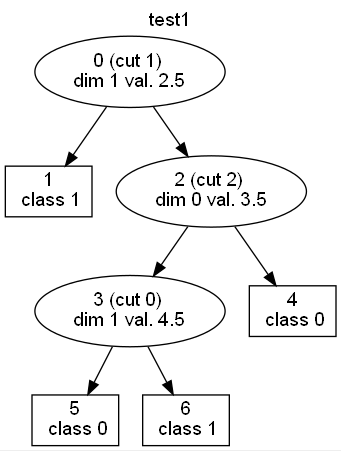 test1
0 (cut 1)
dim 1 val. 2.5
1
class 1
2 (cut 2)
dim 0 val. 3.5
3 (cut 0)
dim 1 val. 4.5
4
class 0
5
class 0
6
class 1